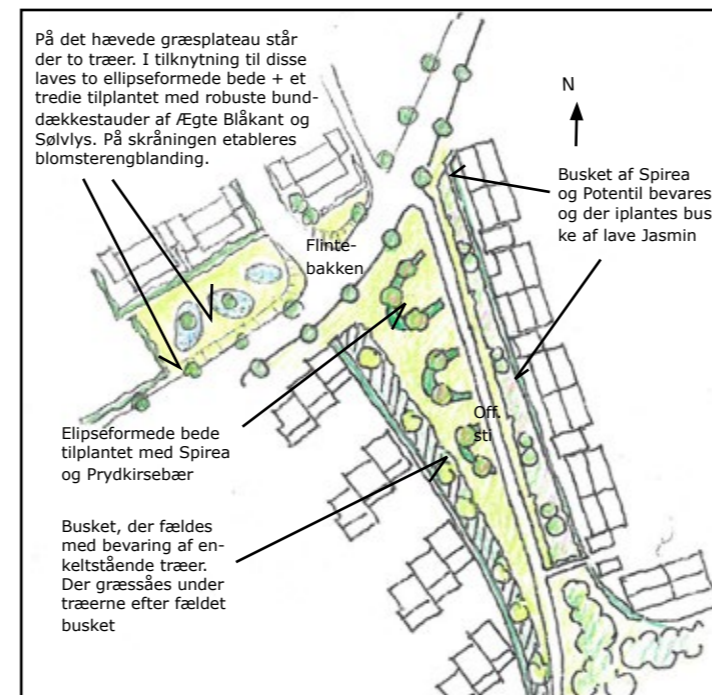 På det hævede græsplateau står
der to træer. I tilknytning til disse
laves to ellipseformede bede + et
tredie tilplantet med robuste bund-
dækkestauder af Ægte Blåkant og
Sølvlys. På skråningen etableres
blomsterengblanding.
N
Busket af Spirea
og Potentil bevares
og der iplantes bus
ke af lave Jasmin
Flinte-
bakken
Off.
sti
Elipseformede bede
tilplantet med Spirea
og Prydkirsebær
Busket, der fældes
med bevaring af en-
keltstående træer.
Der græssåes under
træerne efter fældet
busket